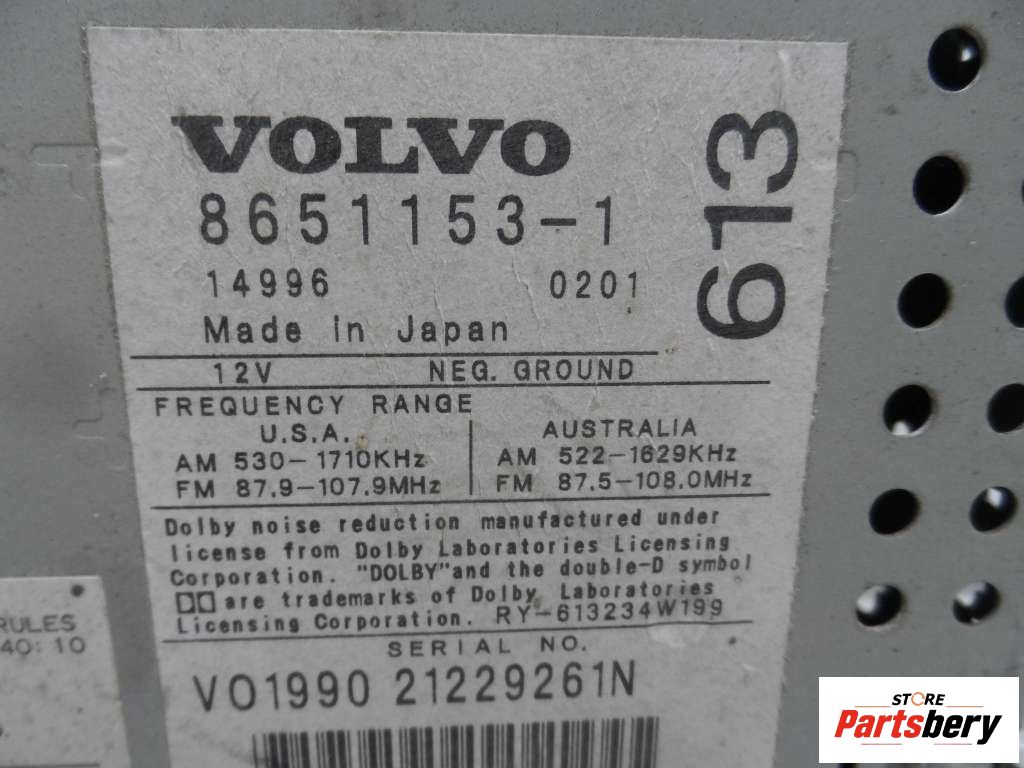 VOLVO
8651153-1
14996 0201
Made in Japan
613
12V NEG. GROUND
FREQUENCY RANGE
U.S.A.
AM 530-1710KHz
FM 87.9-107.9MHz
AUSTRALIA
AM 522-1629KHz
FM 87.5-108.0MHz
Dolby noise reduction manufactured under
license from Dolby Laboratories Licensing
Corporation. "DOLBY" and the double-D symbol
are trademarks of Dolby Laboratories
Licensing Corporation. RY-613234W199
SERIAL NO.
VO1990 21229261N
RULES
40:10
STORE
Partsbery